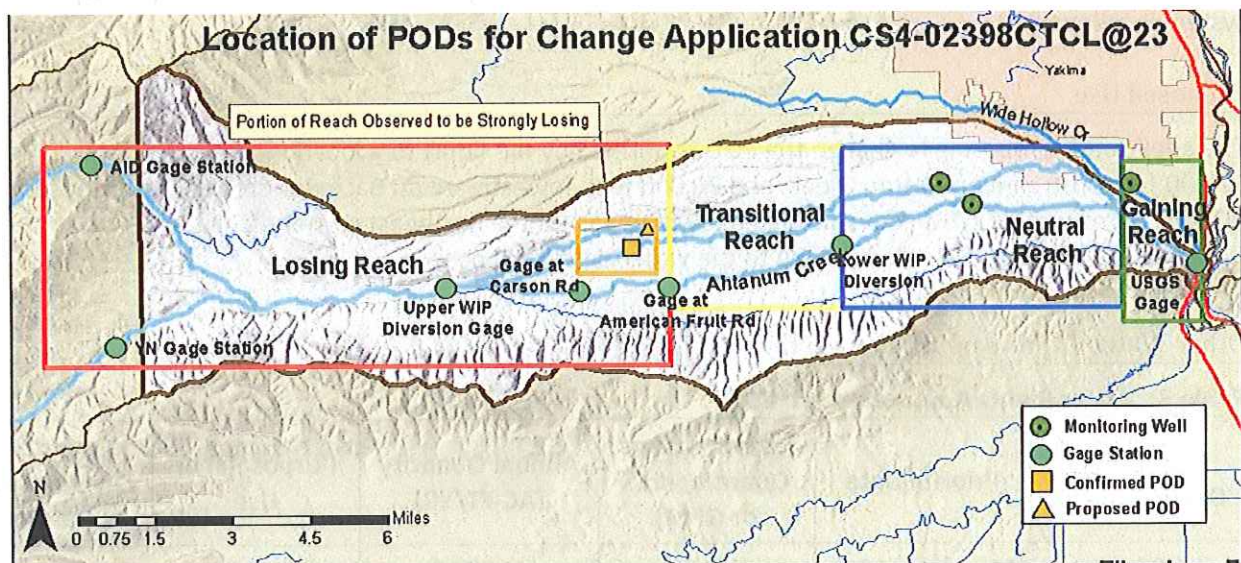 Location of PODs for Change Application CS4-02398CTCL@23
Yakima
Portion of Reach Observed to be Strongly Losing
Wide Hollow Cr
AID Gage Station
Transitional
Reach
Neutral
Reach
Gaining
Reach
Losing Reach
Gage at
Carson Rd
Ahtanum Creek
Lower WIP
Diversion
Upper WIP
Diversion Gage
Gage at
American Fruit Rd
USGS
Gage
YN Gage Station
Monitoring Well
Gage Station
Confirmed POD
Proposed POD
N
Miles
0 0.75 1.5 3 4.5 6